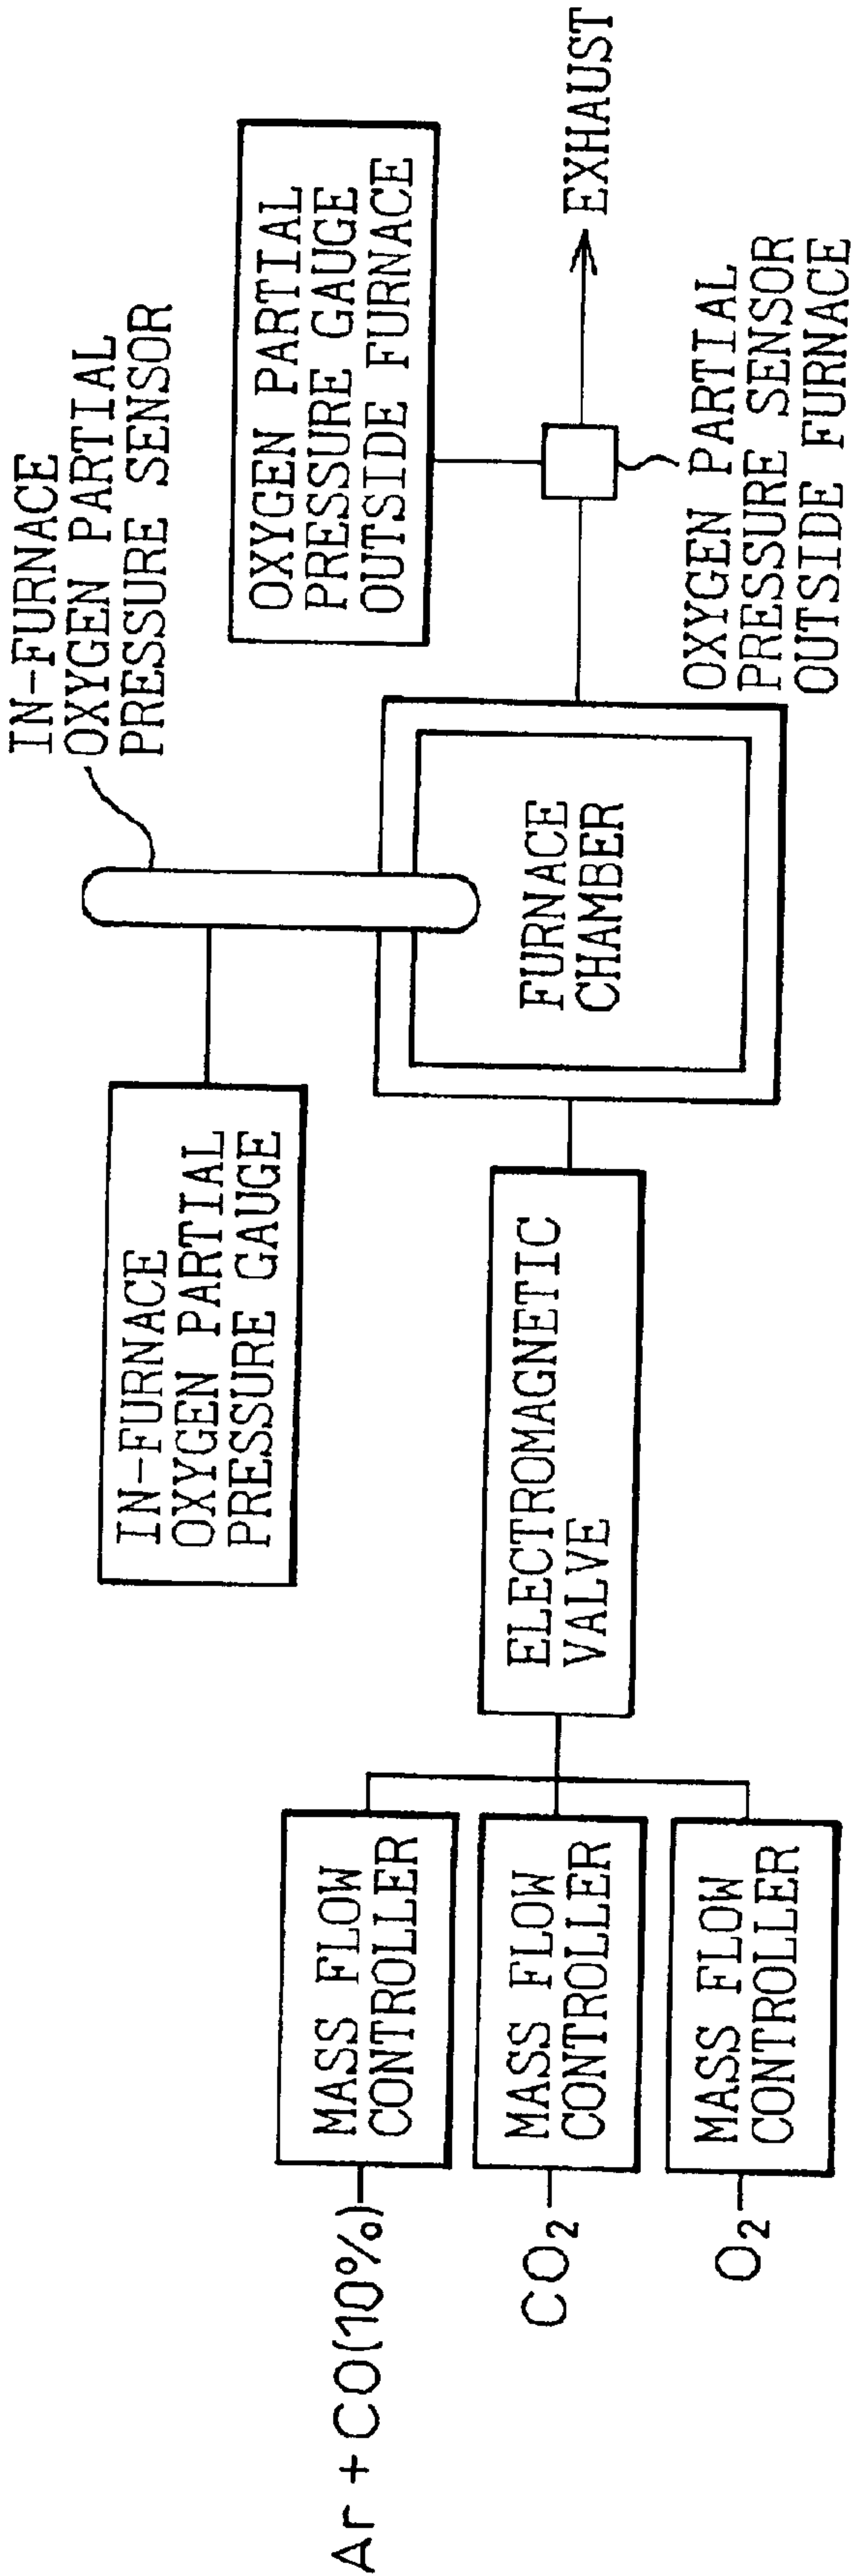 Ar + CO(10%)
CO₂
O₂
MASS FLOW
CONTROLLER
MASS FLOW
CONTROLLER
MASS FLOW
CONTROLLER
ELECTROMAGNETIC
VALVE
IN-FURNACE
OXYGEN PARTIAL
PRESSURE GAUGE
IN-FURNACE
OXYGEN PARTIAL
PRESSURE SENSOR
FURNACE
CHAMBER
OXYGEN PARTIAL
PRESSURE GAUGE
OUTSIDE FURNACE
OXYGEN PARTIAL
PRESSURE SENSOR
OUTSIDE FURNACE
EXHAUST